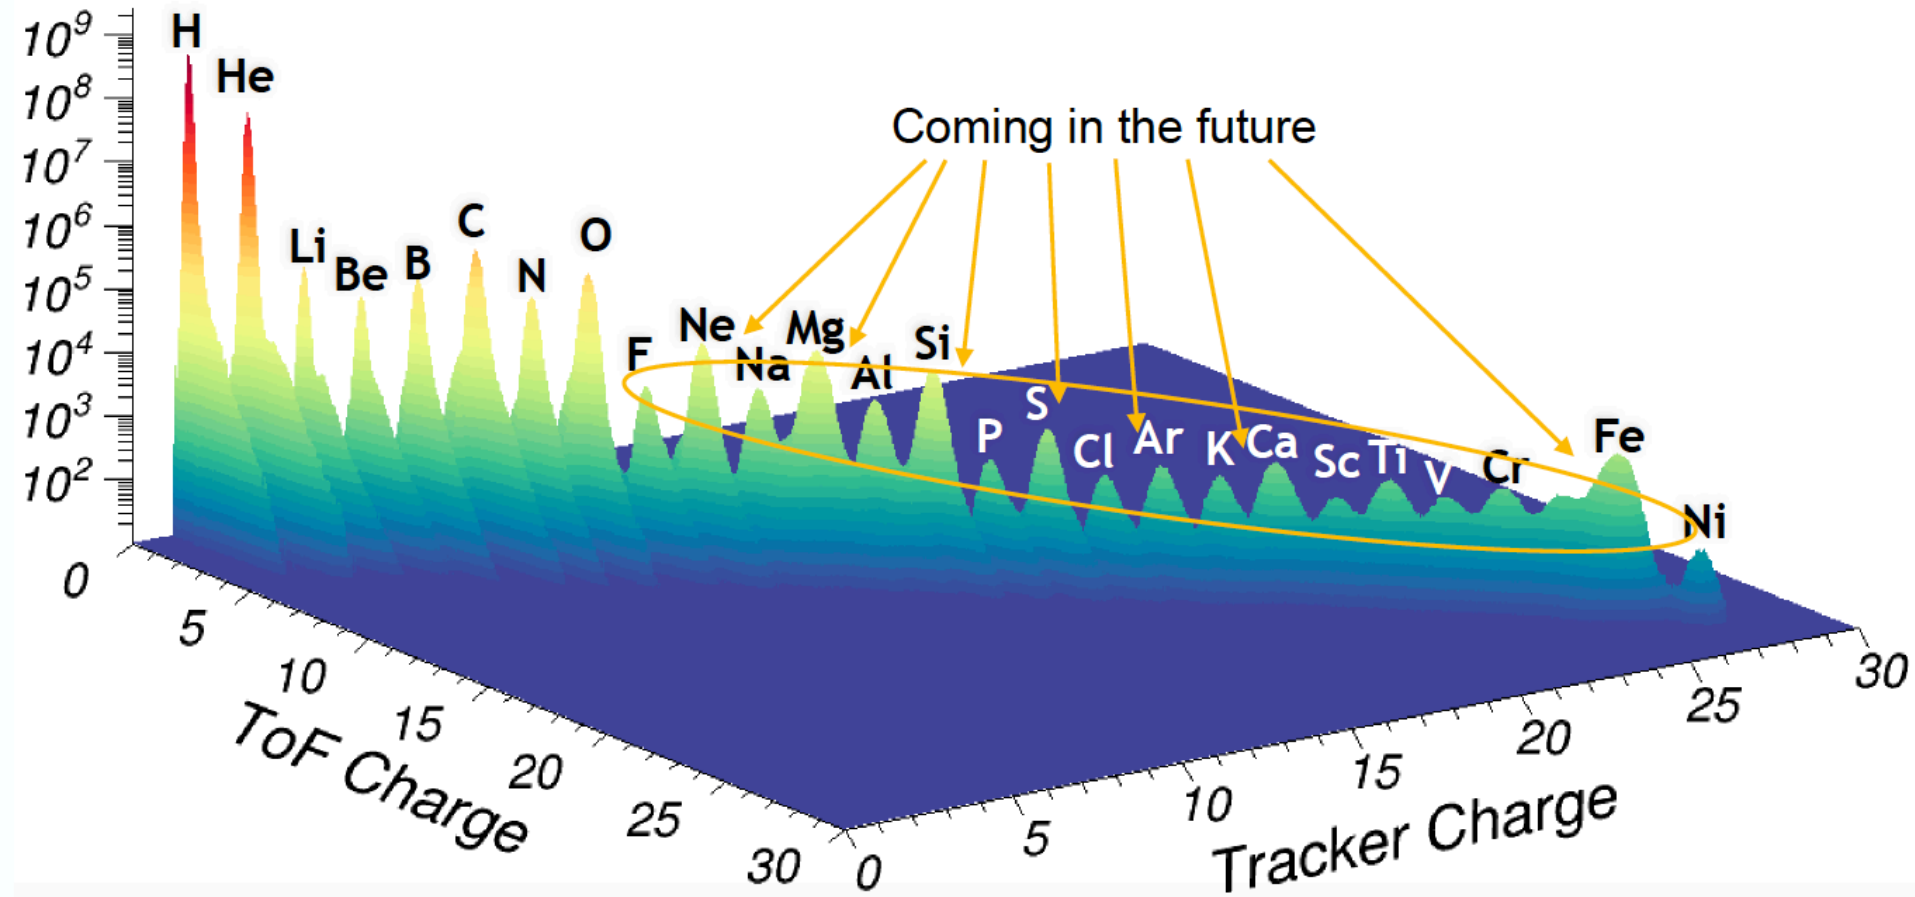 10⁹
10⁸
10⁷
10⁶
10⁵
10⁴
10³
10²
H
He
Li
Be
B
C
N
O
Coming in the future
F
Ne
Na
Mg
Al
Si
P
S
Cl
Ar
K
Ca
Sc
Ti
V
Cr
Fe
Ni
0
5
10
15
20
25
30
ToF Charge
0
5
10
15
20
25
30
Tracker Charge